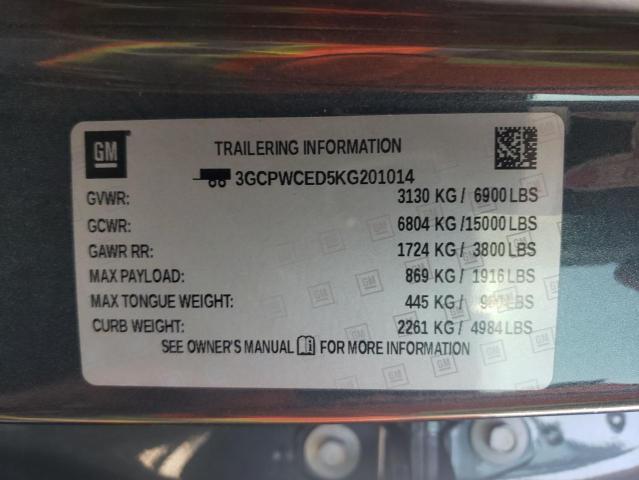 GM
TRAILERING INFORMATION
3GCPWCED5KG201014
GVWR: 3130 KG / 6900 LBS
GCWR: 6804 KG /15000 LBS
GAWR RR: 1724 KG / 3800 LBS
MAX PAYLOAD: 869 KG / 1916 LBS
MAX TONGUE WEIGHT: 445 KG / LBS
CURB WEIGHT: 2261 KG / 4984 LBS
SEE OWNER'S MANUAL FOR MORE INFORMATION